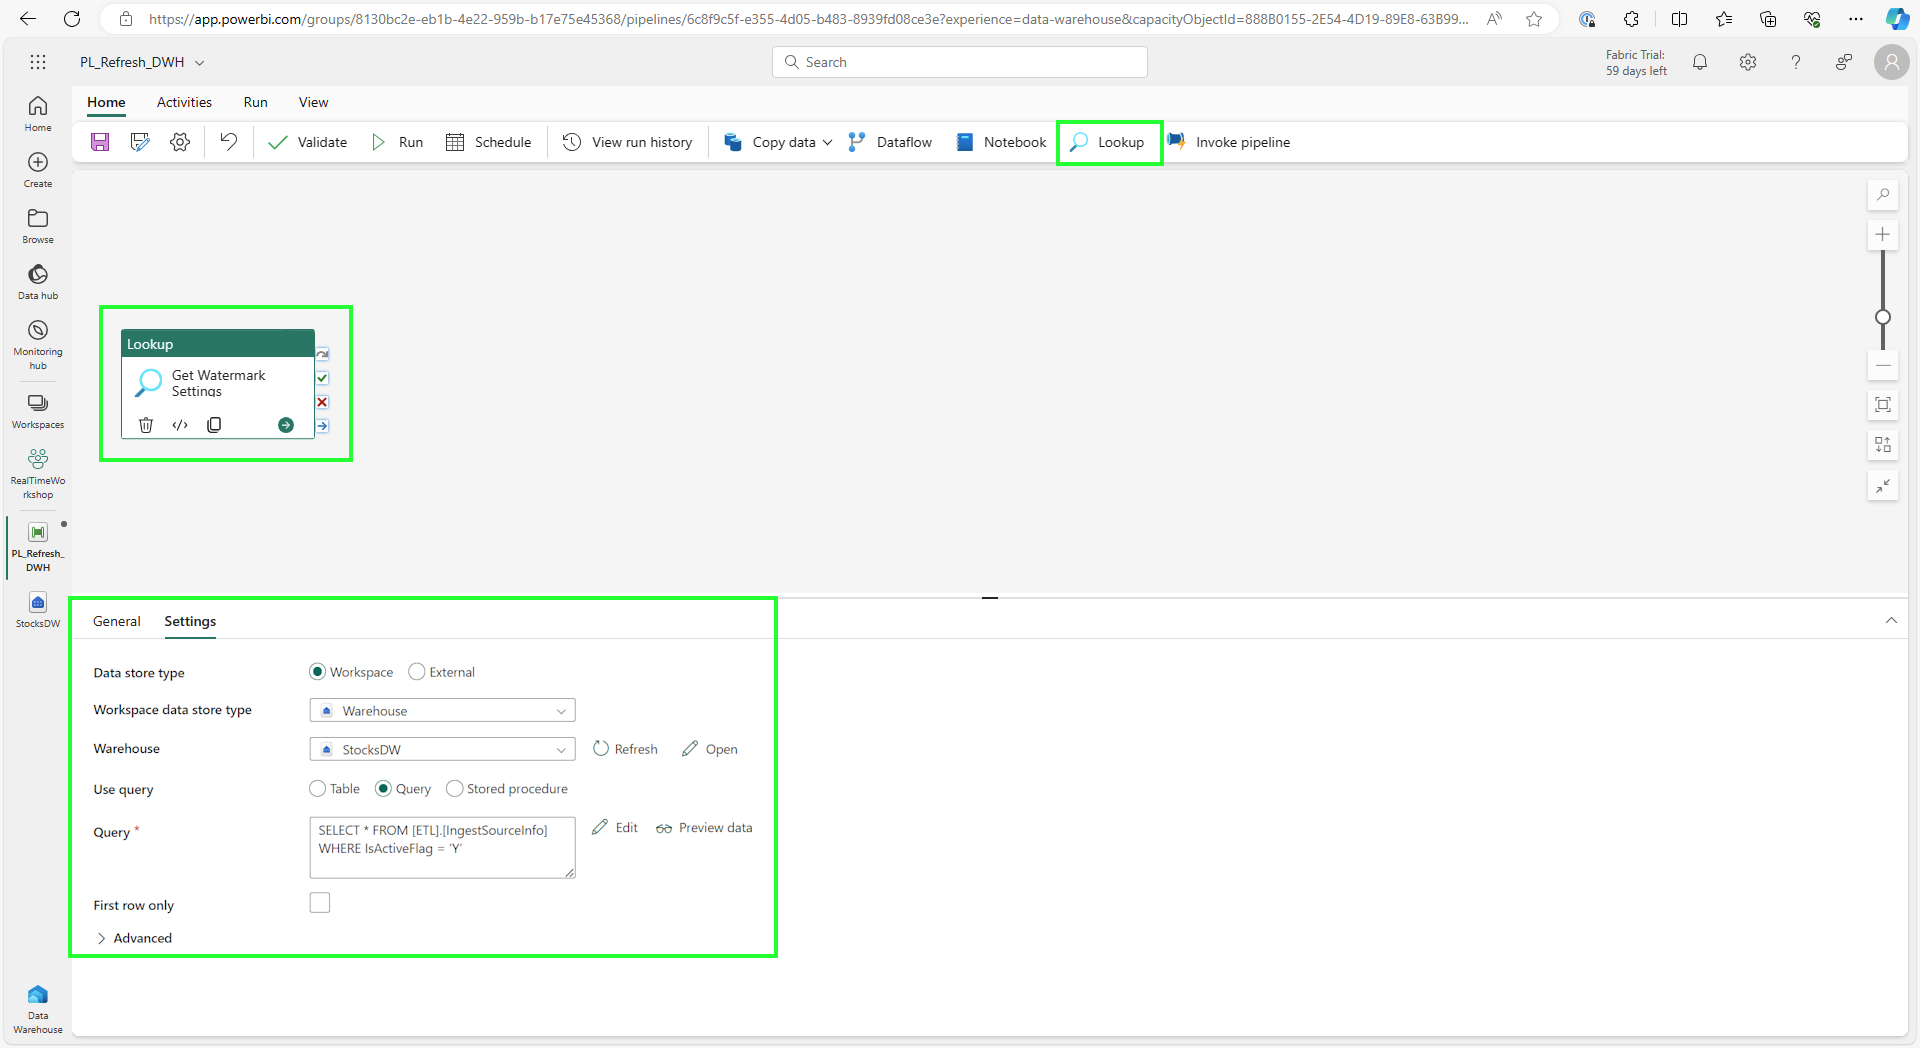 https://app.powerbi.com/groups/8130bc2e-eb1b-4e22-959b-b17e75e45368/pipelines/6c8f9c5f-e355-4d05-b483-8939fd08ce3e?experience=data-warehouse&capacityObjectId=888B0155-2E54-4D19-89E8-63B99...
PL_Refresh_DWH
Search
Fabric Trial:
59 days left
Home
Activities
Run
View
Validate
Run
Schedule
View run history
Copy data
Dataflow
Notebook
Lookup
Invoke pipeline
Home
Create
Browse
Data hub
Monitoring
hub
Workspaces
RealTimeWo
rkshop
PL_Refresh_
DWH
StocksDW
Data
Warehouse
Lookup
Get Watermark
Settings
General
Settings
Data store type
Workspace
External
Workspace data store type
Warehouse
Warehouse
StocksDW
Refresh
Open
Use query
Table
Query
Stored procedure
Query *
SELECT * FROM [ETL].[IngestSourceInfo]
WHERE IsActiveFlag = 'Y'
Edit
Preview data
First row only
Advanced